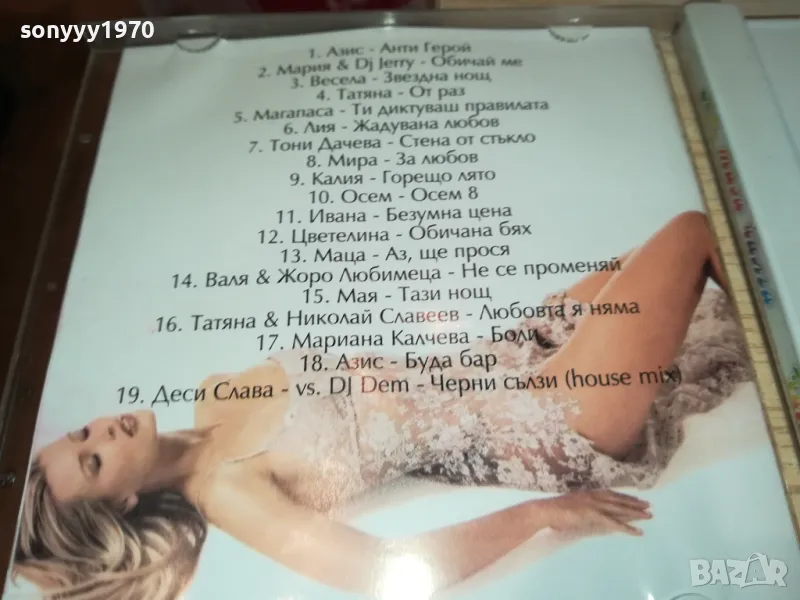 sonyyy1970
1. Азис - Анти Герой
2. Мария & Dj Jerry - Обичай ме
3. Весела - Звездна нощ
4. Татяна - От раз
5. Магапаса - Ти диктуваш правилата
6. Лия - Жадувана любов
7. Тони Дачева - Стена от стъкло
8. Мира - За любов
9. Калия - Горещо лято
10. Осем - Осем 8
11. Ивана - Безумна цена
12. Цветелина - Обичана бях
13. Маца - Аз, ще прося
14. Валя & Жоро Любимеца - Не се променяй
15. Мая - Тази нощ
16. Татяна & Николай Славеев - Любовта я няма
17. Мариана Калчева - Боли
18. Азис - Буда бар
19. Деси Слава - vs. DJ Dem - Черни сълзи (house mix)
BAZAR